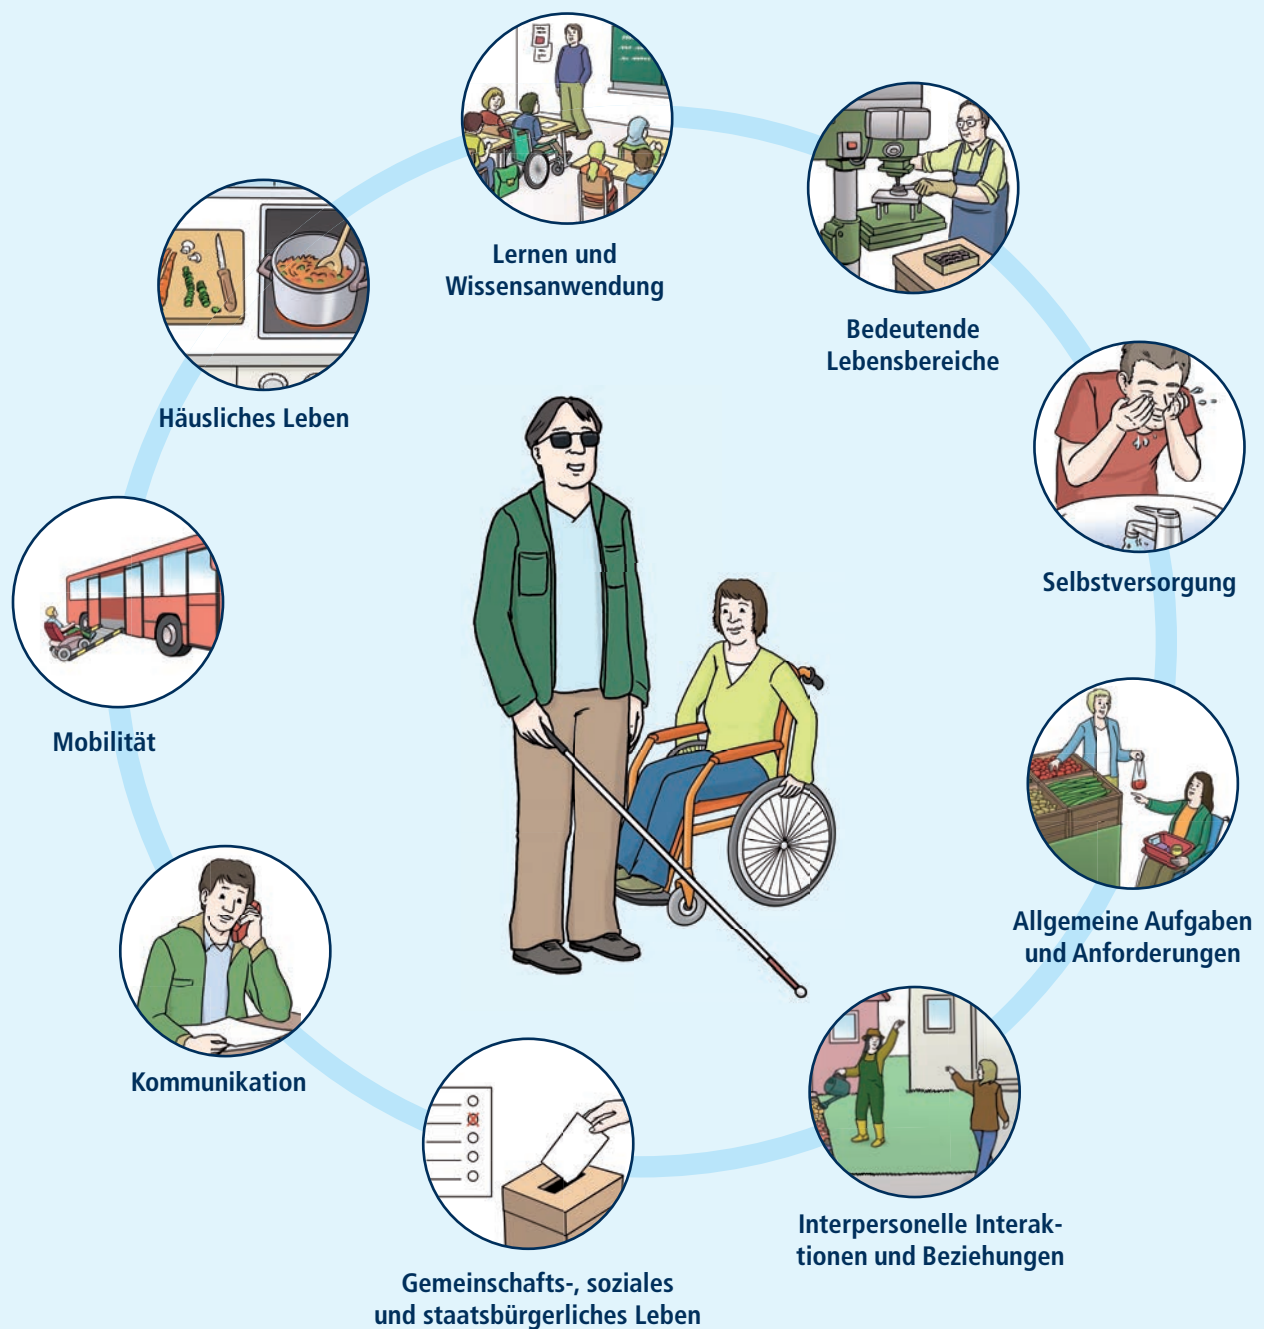 Lernen und
Wissensanwendung
Bedeutende
Lebensbereiche
Häusliches Leben
Selbstversorgung
Mobilität
Allgemeine Aufgaben
und Anforderungen
Kommunikation
Interpersonelle Interak-
tionen und Beziehungen
Gemeinschafts-, soziales
und staatsbürgerliches Leben